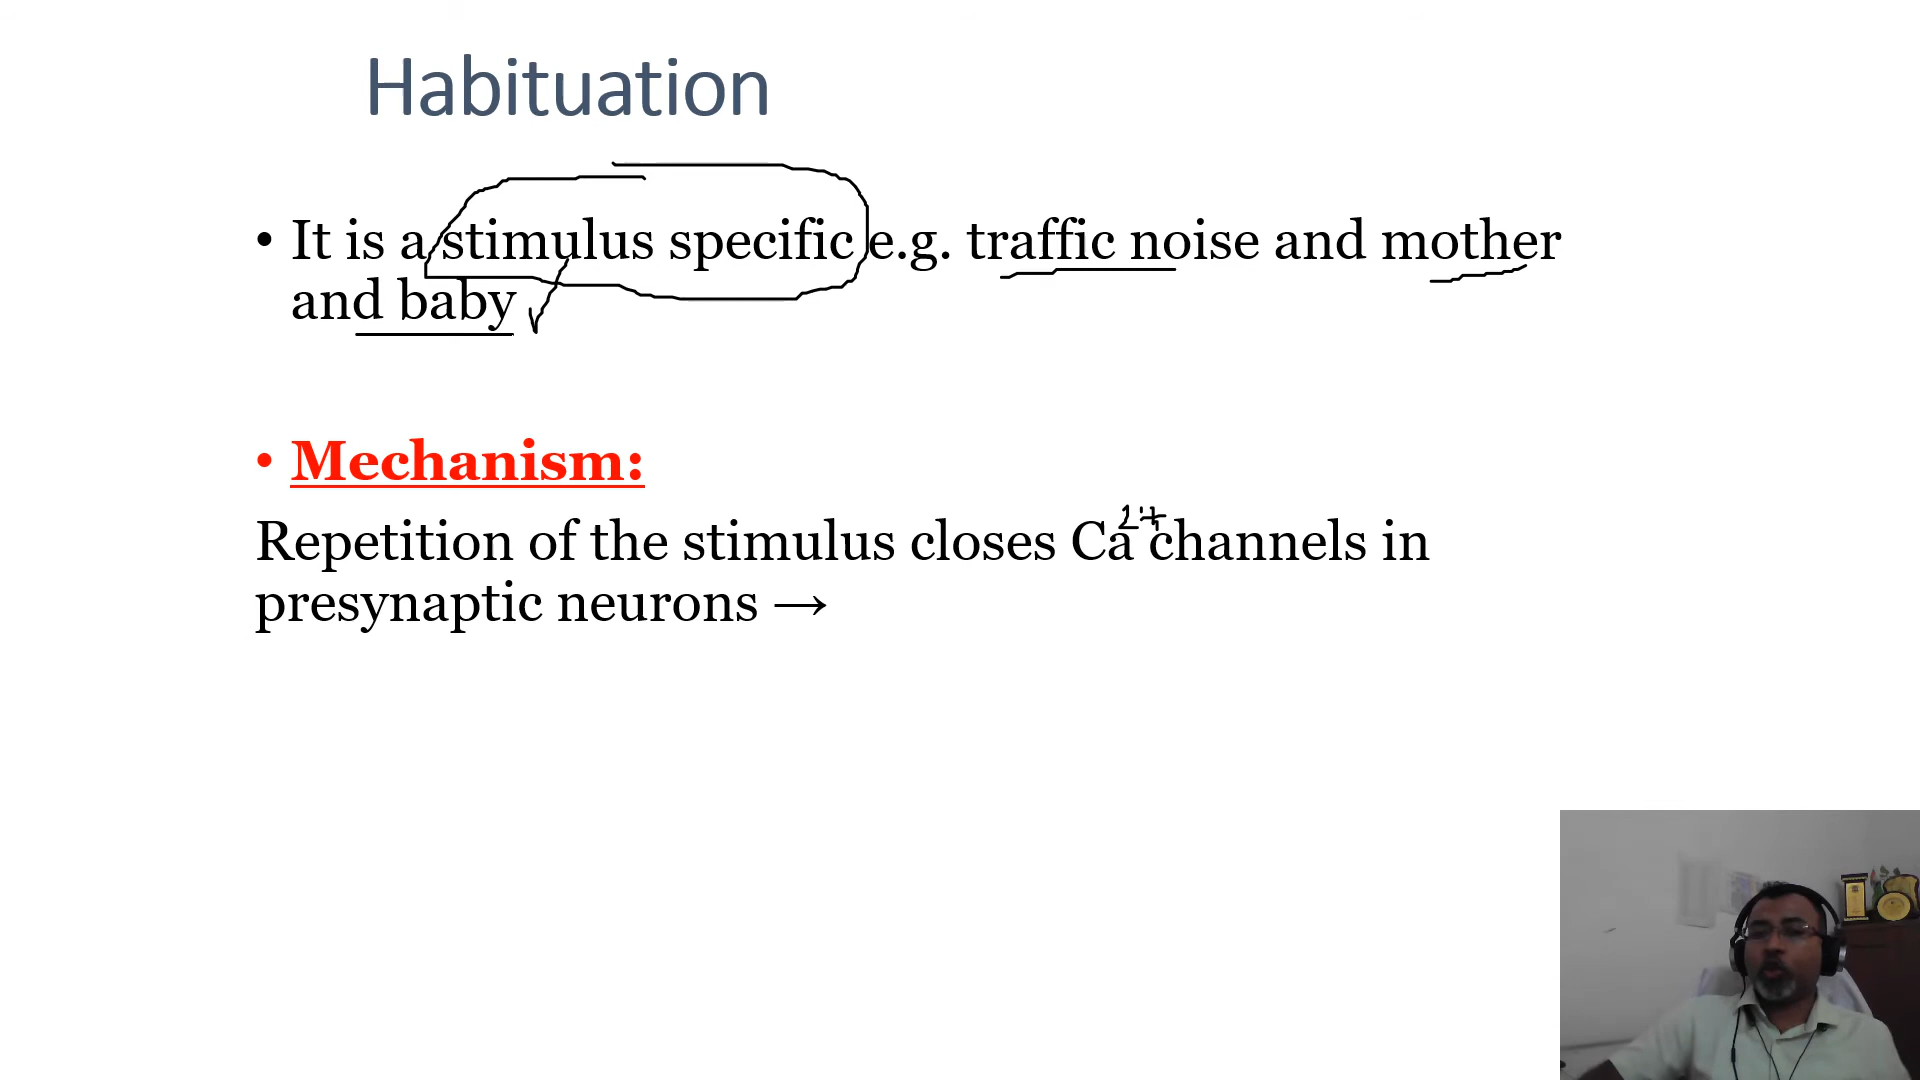 Habituation
• It is a stimulus specific e.g. traffic noise and mother
and baby
• Mechanism:
Repetition of the stimulus closes Ca2+ channels in
presynaptic neurons →